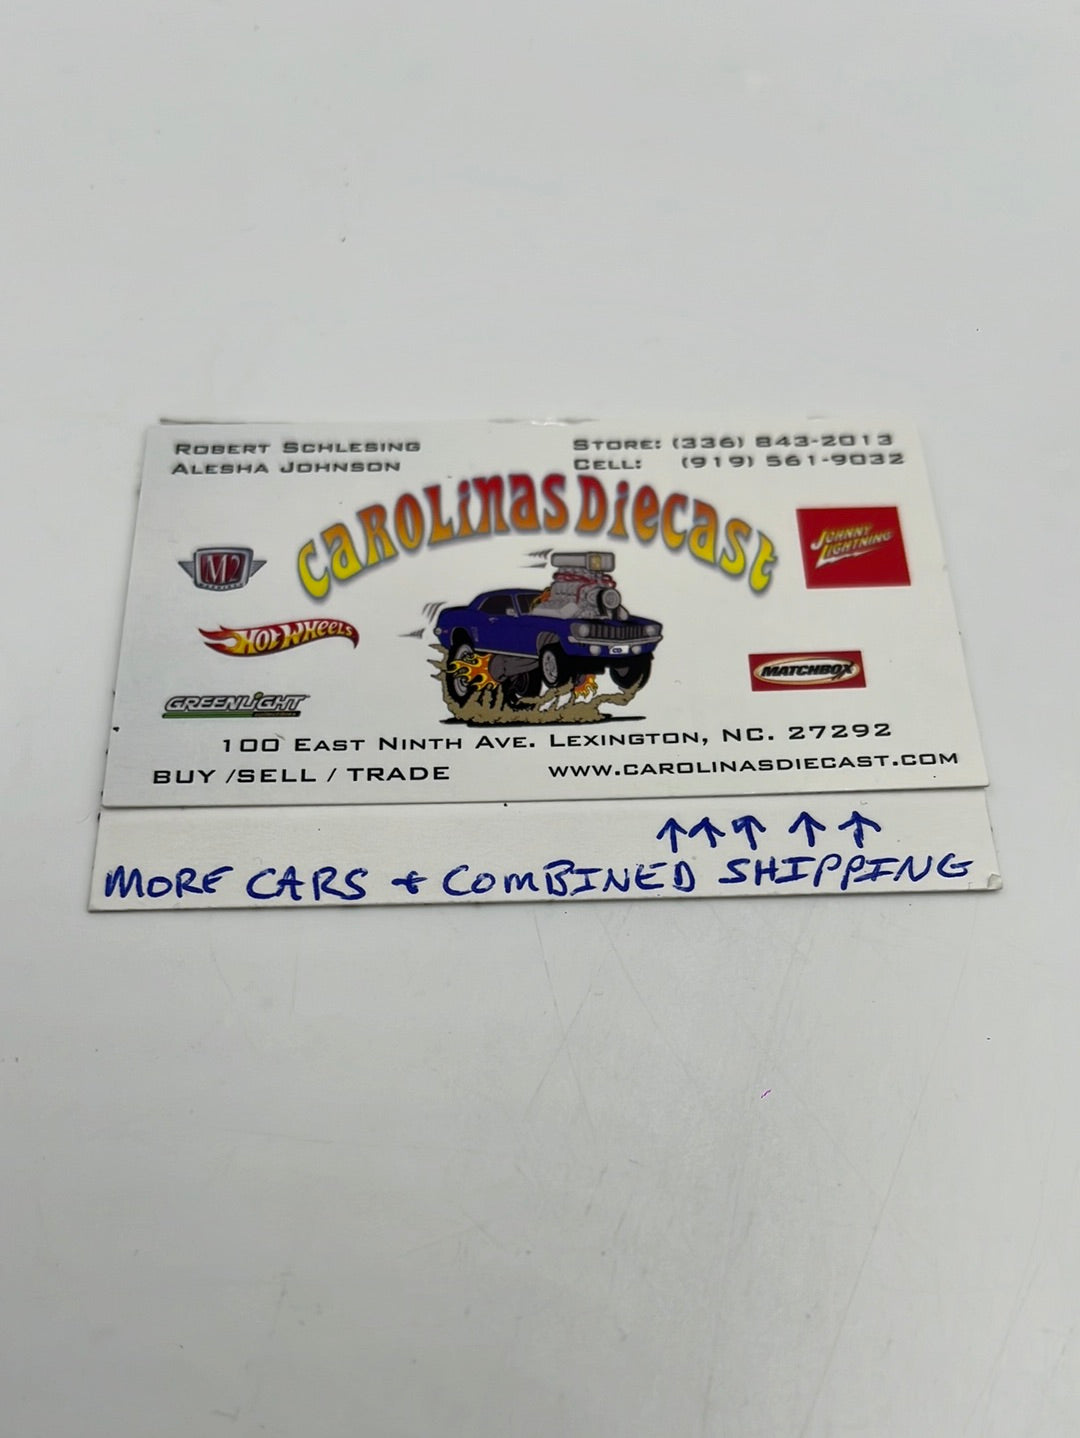 ROBERT SCHLESING
ALESHA JOHNSON
STORE: (336) 843-2013
CELL: (919) 561-9032
CAROLINAS DIECAST
M2
JOHNNY LIGHTNING
HOT WHEELS
MATCHBOX
GREENLIGHT
100 EAST NINTH AVE. LEXINGTON, NC. 27292
BUY /SELL / TRADE
WWW.CAROLINASDIECAST.COM
↑↑↑ ↑ ↑
MORE CARS + COMBINED SHIPPING